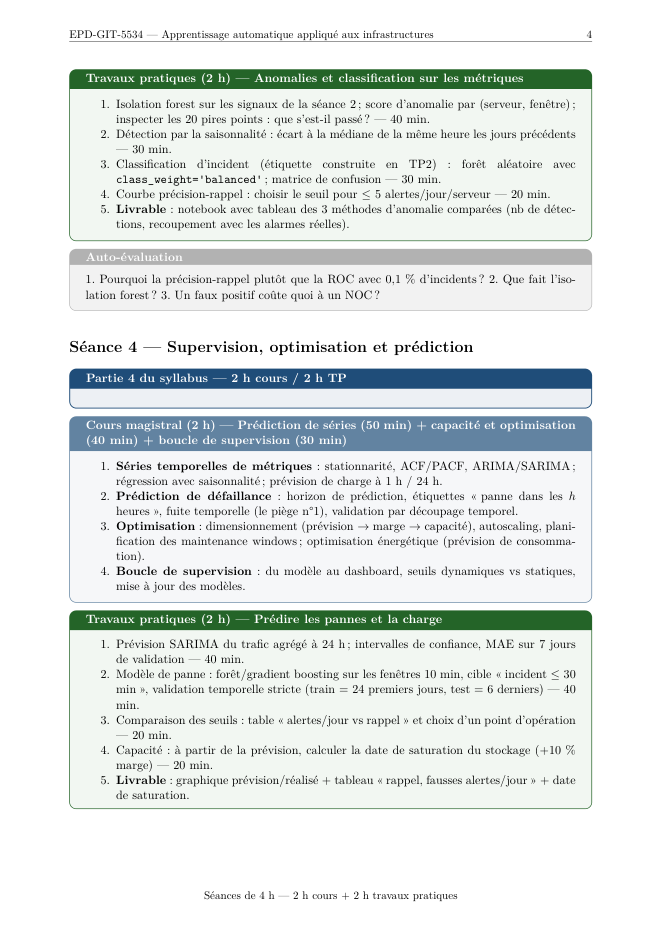 EPD-GIT-5534 — Apprentissage automatique appliqué aux infrastructures 4
Travaux pratiques (2 h) — Anomalies et classification sur les métriques
1. Isolation forest sur les signaux de la séance 2 ; score d'anomalie par (serveur, fenêtre) ;
inspecter les 20 pires points : que s'est-il passé ? — 40 min.
2. Détection par la saisonnalité : écart à la médiane de la même heure les jours précédents
— 30 min.
3. Classification d'incident (étiquette construite en TP2) : forêt aléatoire avec
class_weight='balanced' ; matrice de confusion — 30 min.
4. Courbe précision-rappel : choisir le seuil pour ≤ 5 alertes/jour/serveur — 20 min.
5. Livrable : notebook avec tableau des 3 méthodes d'anomalie comparées (nb de détec-
tions, recoupement avec les alarmes réelles).
Auto-évaluation
1. Pourquoi la précision-rappel plutôt que la ROC avec 0,1 % d'incidents ? 2. Que fait l'iso-
lation forest ? 3. Un faux positif coûte quoi à un NOC ?
Séance 4 — Supervision, optimisation et prédiction
Partie 4 du syllabus — 2 h cours / 2 h TP
Cours magistral (2 h) — Prédiction de séries (50 min) + capacité et optimisation
(40 min) + boucle de supervision (30 min)
1. Séries temporelles de métriques : stationnarité, ACF/PACF, ARIMA/SARIMA ;
régression avec saisonnalité ; prévision de charge à 1 h / 24 h.
2. Prédiction de défaillance : horizon de prédiction, étiquettes « panne dans les h
heures », fuite temporelle (le piège n°1), validation par découpage temporel.
3. Optimisation : dimensionnement (prévision → marge → capacité), autoscaling, plani-
fication des maintenance windows ; optimisation énergétique (prévision de consomma-
tion).
4. Boucle de supervision : du modèle au dashboard, seuils dynamiques vs statiques,
mise à jour des modèles.
Travaux pratiques (2 h) — Prédire les pannes et la charge
1. Prévision SARIMA du trafic agrégé à 24 h ; intervalles de confiance, MAE sur 7 jours
de validation — 40 min.
2. Modèle de panne : forêt/gradient boosting sur les fenêtres 10 min, cible « incident ≤ 30
min », validation temporelle stricte (train = 24 premiers jours, test = 6 derniers) — 40
min.
3. Comparaison des seuils : table « alertes/jour vs rappel » et choix d'un point d'opération
— 20 min.
4. Capacité : à partir de la prévision, calculer la date de saturation du stockage (+10 %
marge) — 20 min.
5. Livrable : graphique prévision/réalisé + tableau « rappel, fausses alertes/jour » + date
de saturation.
Séances de 4 h — 2 h cours + 2 h travaux pratiques